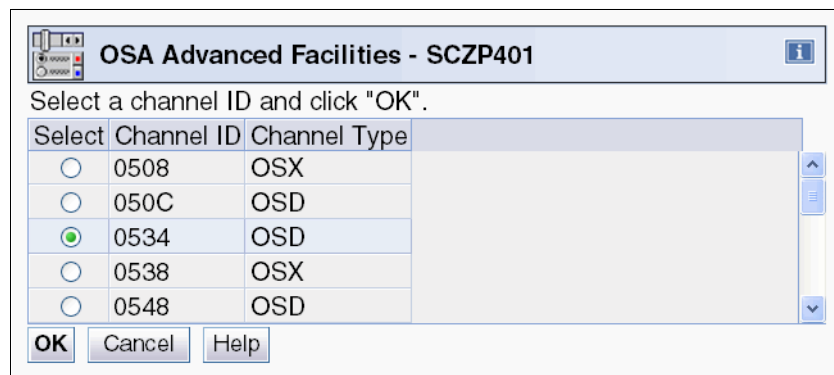 OSA Advanced Facilities - SCZP401
Select a channel ID and click "OK".
Select Channel ID Channel Type
0508 OSX
050C OSD
0534 OSD
0538 OSX
0548 OSD
OK Cancel Help